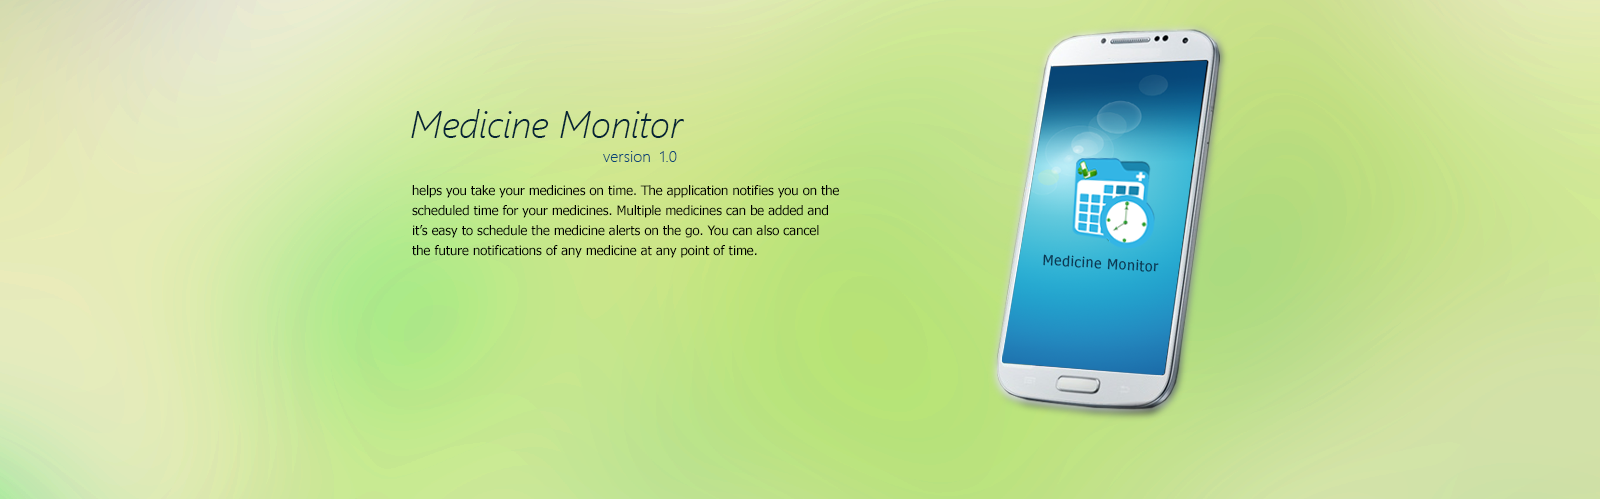 Medicine Monitor
version 1.0
helps you take your medicines on time. The application notifies you on the
scheduled time for your medicines. Multiple medicines can be added and
it's easy to schedule the medicine alerts on the go. You can also cancel
the future notifications of any medicine at any point of time.
Medicine Monitor